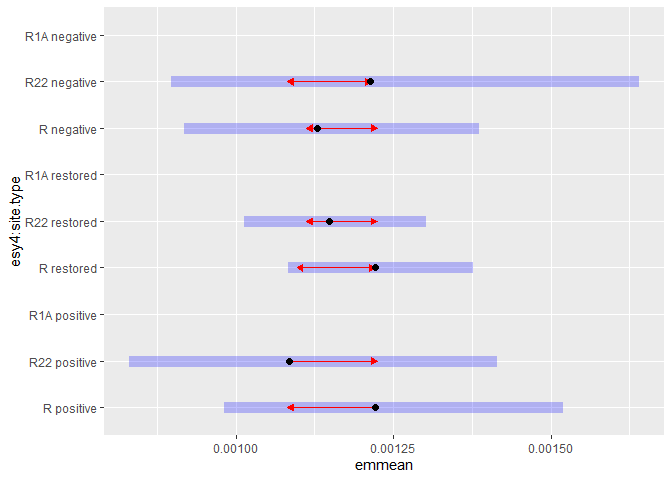 R1A negative
R22 negative
R negative
R1A restored
R22 restored
R restored
R1A positive
R22 positive
R positive
esy4:site.type
0.00100 0.00125 0.00150
emmean